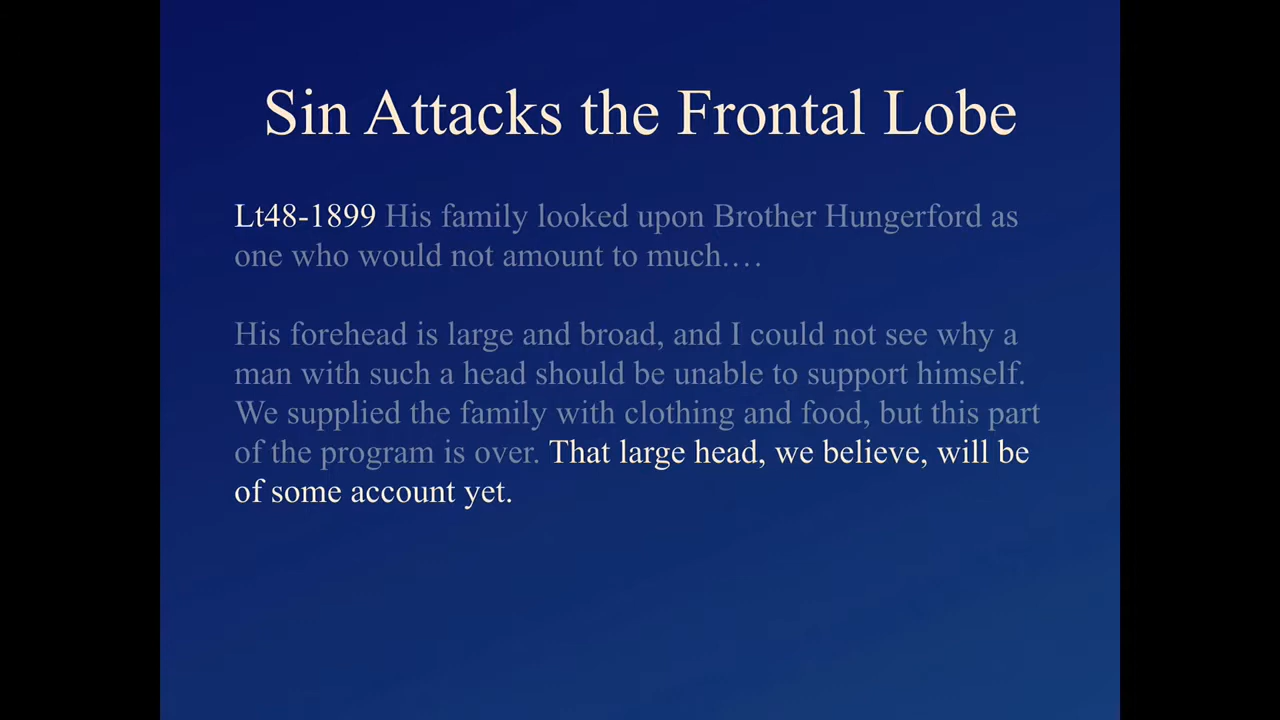 Sin Attacks the Frontal Lobe
Lt48-1899 His family looked upon Brother Hungerford as
one who would not amount to much.…
His forehead is large and broad, and I could not see why a
man with such a head should be unable to support himself.
We supplied the family with clothing and food, but this part
of the program is over. That large head, we believe, will be
of some account yet.